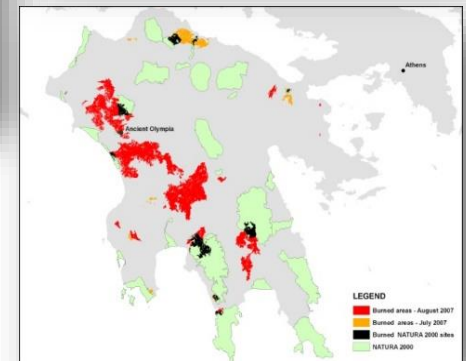 Athens
Ancient Olympia
LEGEND
Burned areas - August 2007
Burned areas - July 2007
Burned NATURA 2000 sites
NATURA 2000